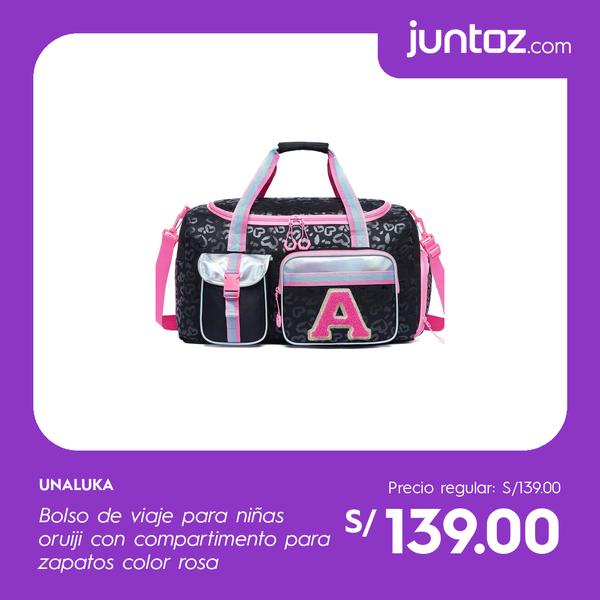 juntoz.com
A
UNALUKA
Bolso de viaje para niñas
oruiji con compartimento para
zapatos color rosa
Precio regular: S/139.00
S/ 139.00